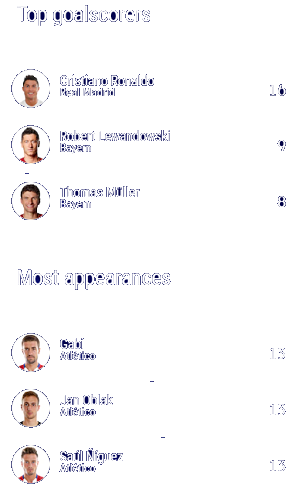 Top goalscorers
Cristiano Ronaldo
Real Madrid
16
Robert Lewandowski
Bayern
9
Thomas Müller
Bayern
8
Most appearances
Gabi
Atlético
13
Jan Oblak
Atlético
13
Saúl Ñíguez
Atlético
13